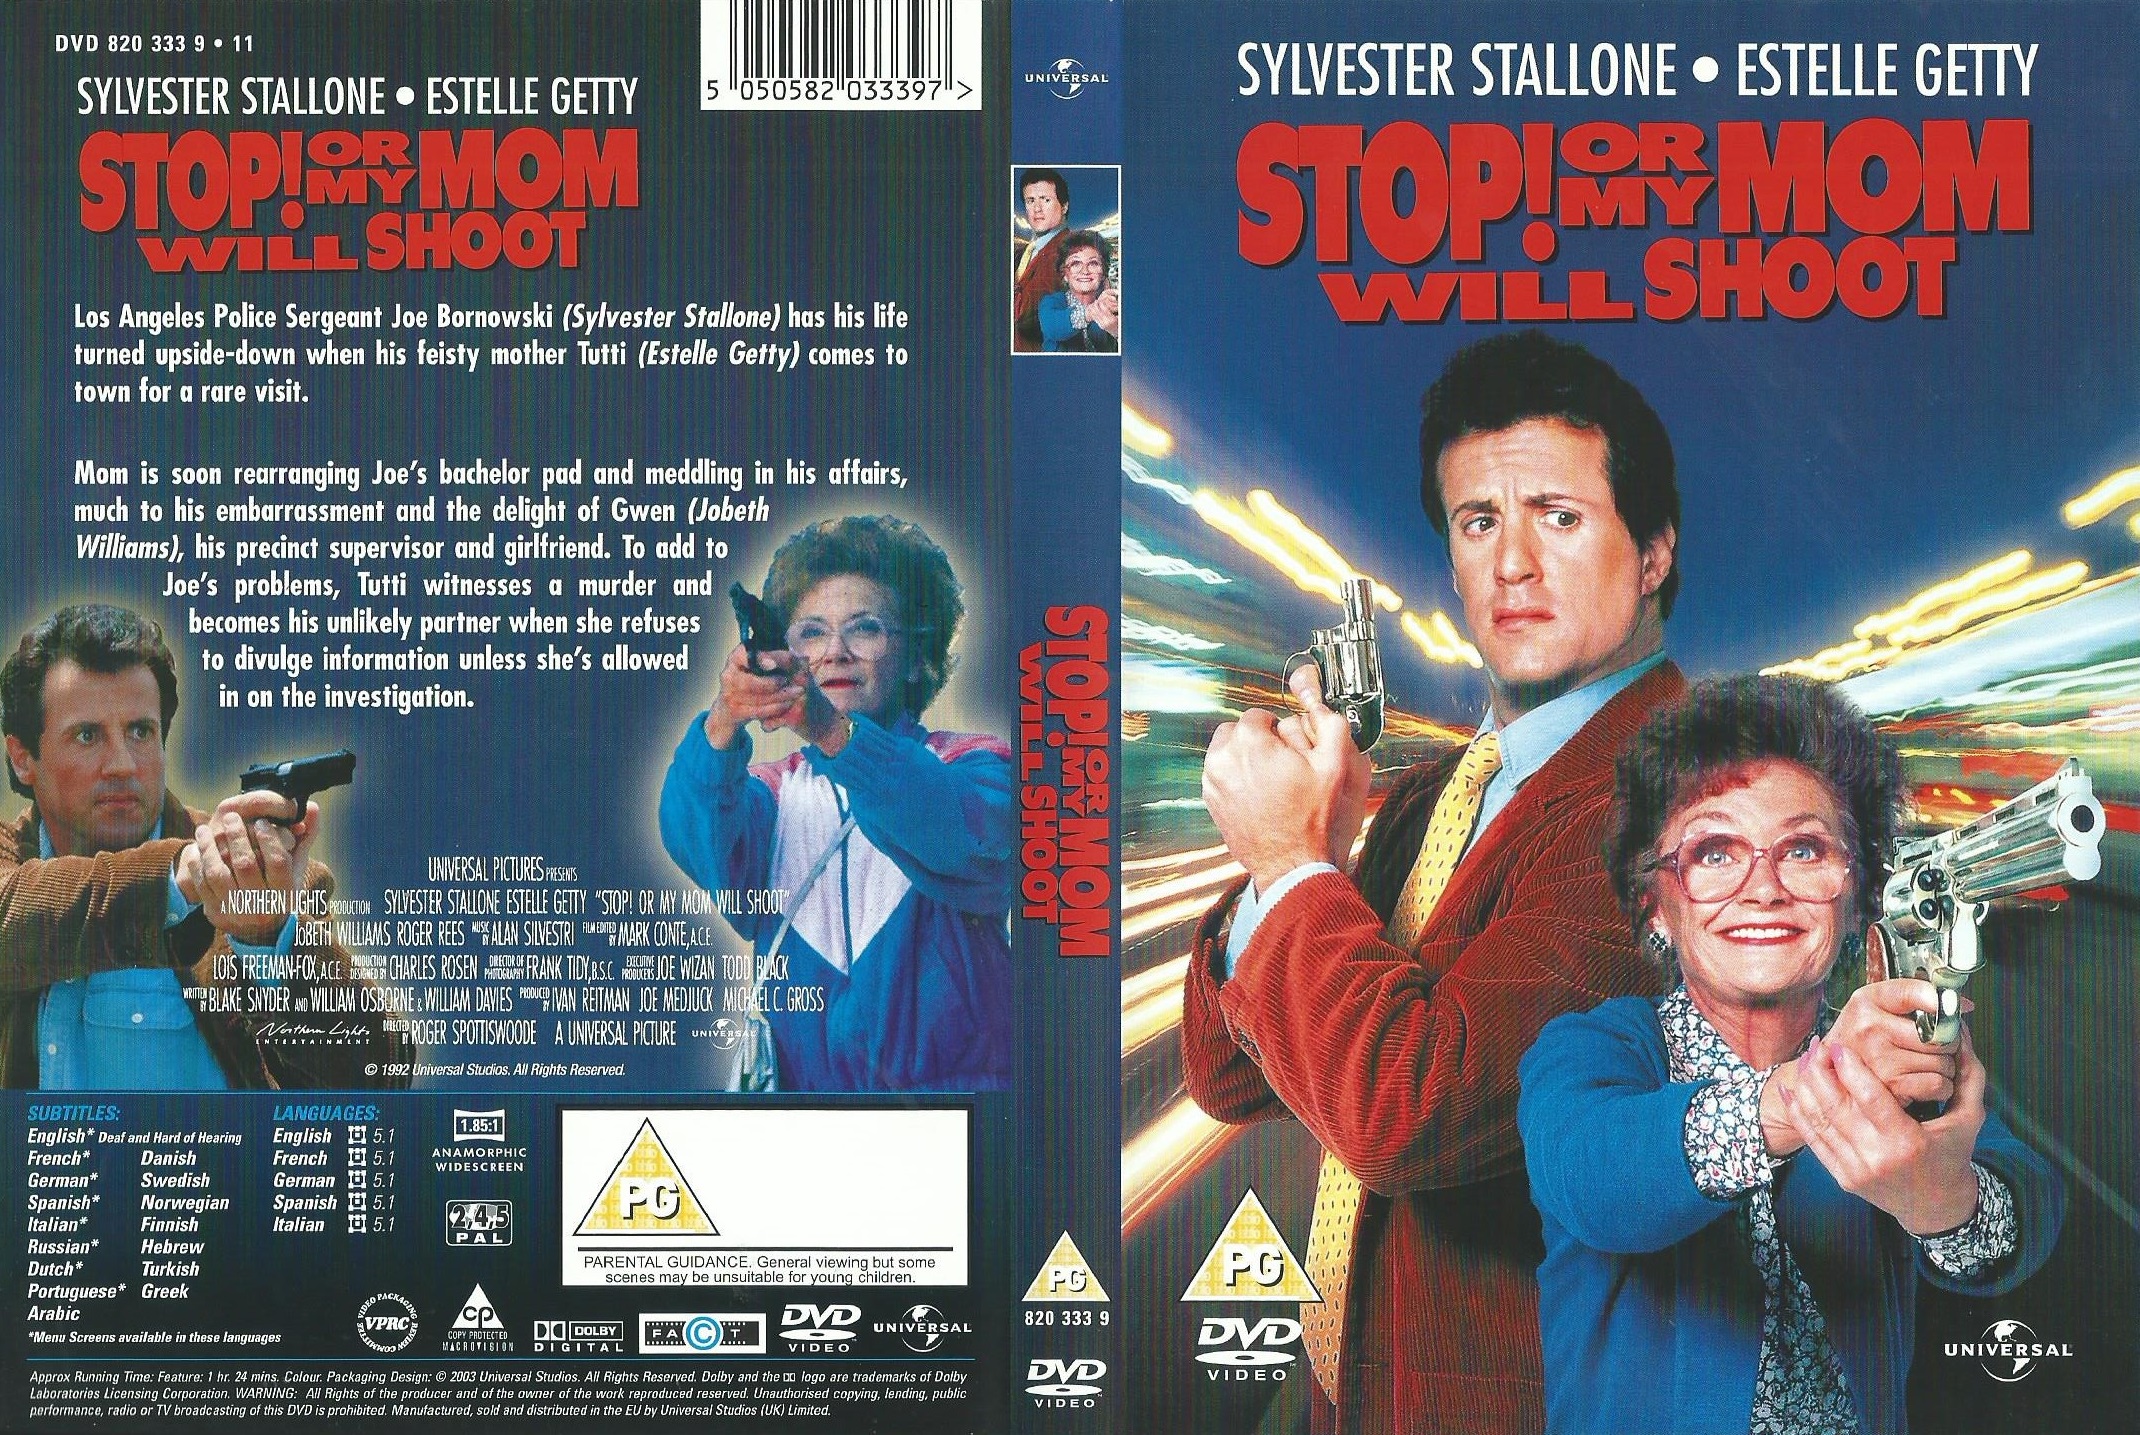 DVD 820 333 9 • 11
5 050582 033397 >
SYLVESTER STALLONE • ESTELLE GETTY
STOP! OR MY MOM
WILL SHOOT
Los Angeles Police Sergeant Joe Bornowski (Sylvester Stallone) has his life
turned upside-down when his feisty mother Tutti (Estelle Getty) comes to
town for a rare visit.
Mom is soon rearranging Joe's bachelor pad and meddling in his affairs,
much to his embarrassment and the delight of Gwen (Jobeth
Williams), his precinct supervisor and girlfriend. To add to
Joe's problems, Tutti witnesses a murder and
becomes his unlikely partner when she refuses
to divulge information unless she's allowed
in on the investigation.
UNIVERSAL PICTURES PRESENTS
A NORTHERN LIGHTS PRODUCTION SYLVESTER STALLONE ESTELLE GETTY "STOP! OR MY MOM WILL SHOOT"
JOBETH WILLIAMS ROGER REES MUSIC BY ALAN SILVESTRI FILM EDITED BY MARK CONTE, A.C.E.
LOIS FREEMAN-FOX, A.C.E. PRODUCTION DESIGNED BY CHARLES ROSEN DIRECTOR OF PHOTOGRAPHY FRANK TIDY, B.S.C. EXECUTIVE PRODUCERS JOE WIZAN TODD BLACK
WRITTEN BY BLAKE SNYDER AND WILLIAM OSBORNE & WILLIAM DAVIES PRODUCED BY IVAN REITMAN JOE MEDJUCK MICHAEL C. GROSS
Northern Lights ENTERTAINMENT DIRECTED BY ROGER SPOTTISWOODE A UNIVERSAL PICTURE UNIVERSAL
© 1992 Universal Studios. All Rights Reserved.
SUBTITLES:
English* Deaf and Hard of Hearing
French* Danish
German* Swedish
Spanish* Norwegian
Italian* Finnish
Russian* Hebrew
Dutch* Turkish
Portuguese* Greek
Arabic
*Menu Screens available in these languages
LANGUAGES:
English 5.1
French 5.1
German 5.1
Spanish 5.1
Italian 5.1
1.85:1
ANAMORPHIC
WIDESCREEN
2,4,5
PAL
PG
PARENTAL GUIDANCE. General viewing but some
scenes may be unsuitable for young children.
VIDEO PACKAGING REVIEW COMMITTEE
VPRC
cp
COPY PROTECTED
MACROVISION
DOLBY
DIGITAL
FACT
DVD
VIDEO
UNIVERSAL
Approx Running Time: Feature: 1 hr. 24 mins. Colour. Packaging Design: © 2003 Universal Studios. All Rights Reserved. Dolby and the logo are trademarks of Dolby
Laboratories Licensing Corporation. WARNING: All Rights of the producer and of the owner of the work reproduced reserved. Unauthorised copying, lending, public
performance, radio or TV broadcasting of this DVD is prohibited. Manufactured, sold and distributed in the EU by Universal Studios (UK) Limited.
UNIVERSAL
STOP! OR MY MOM
WILL SHOOT
PG
820 333 9
DVD
VIDEO
SYLVESTER STALLONE • ESTELLE GETTY
STOP! OR MY MOM
WILL SHOOT
PG
DVD
VIDEO
UNIVERSAL